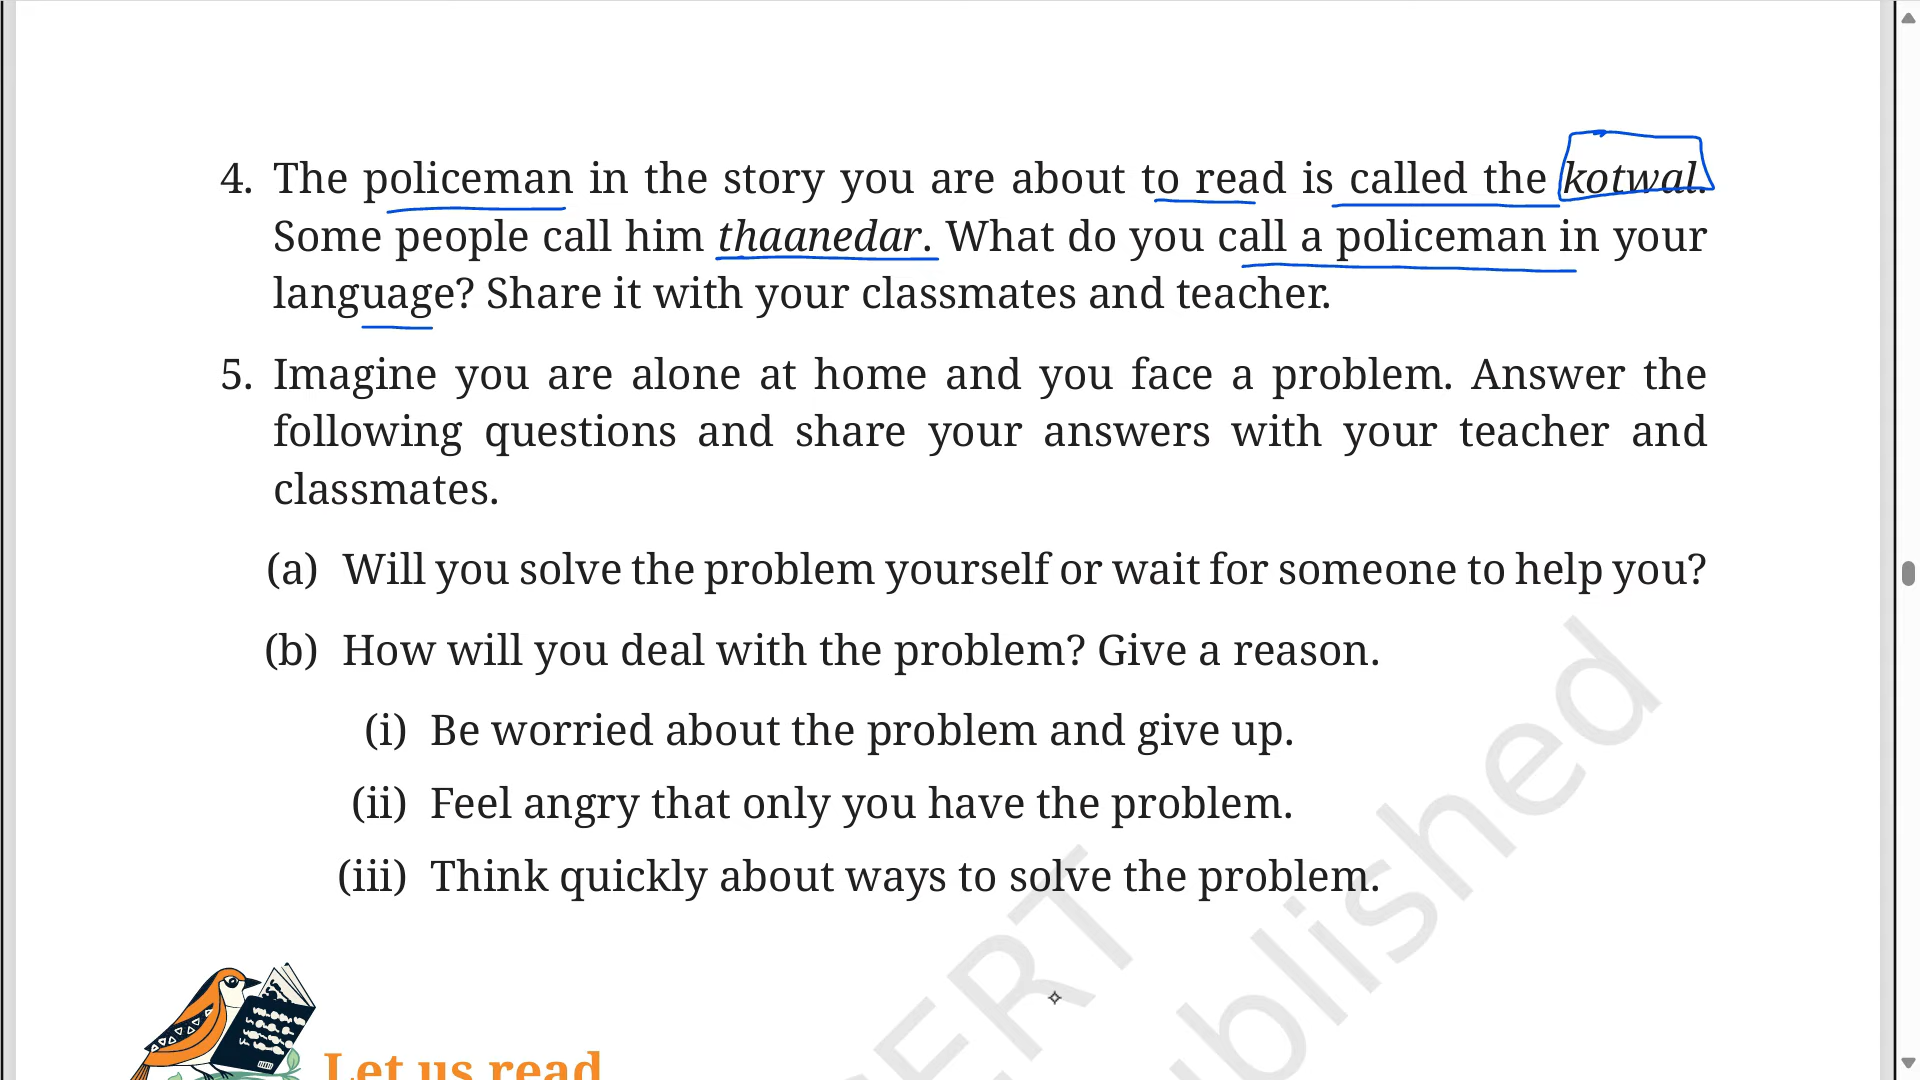 4. The policeman in the story you are about to read is called the kotwal.
Some people call him thaanedar. What do you call a policeman in your
language? Share it with your classmates and teacher.
5. Imagine you are alone at home and you face a problem. Answer the
following questions and share your answers with your teacher and
classmates.
(a) Will you solve the problem yourself or wait for someone to help you?
(b) How will you deal with the problem? Give a reason.
(i) Be worried about the problem and give up.
(ii) Feel angry that only you have the problem.
(iii) Think quickly about ways to solve the problem.
Let us read